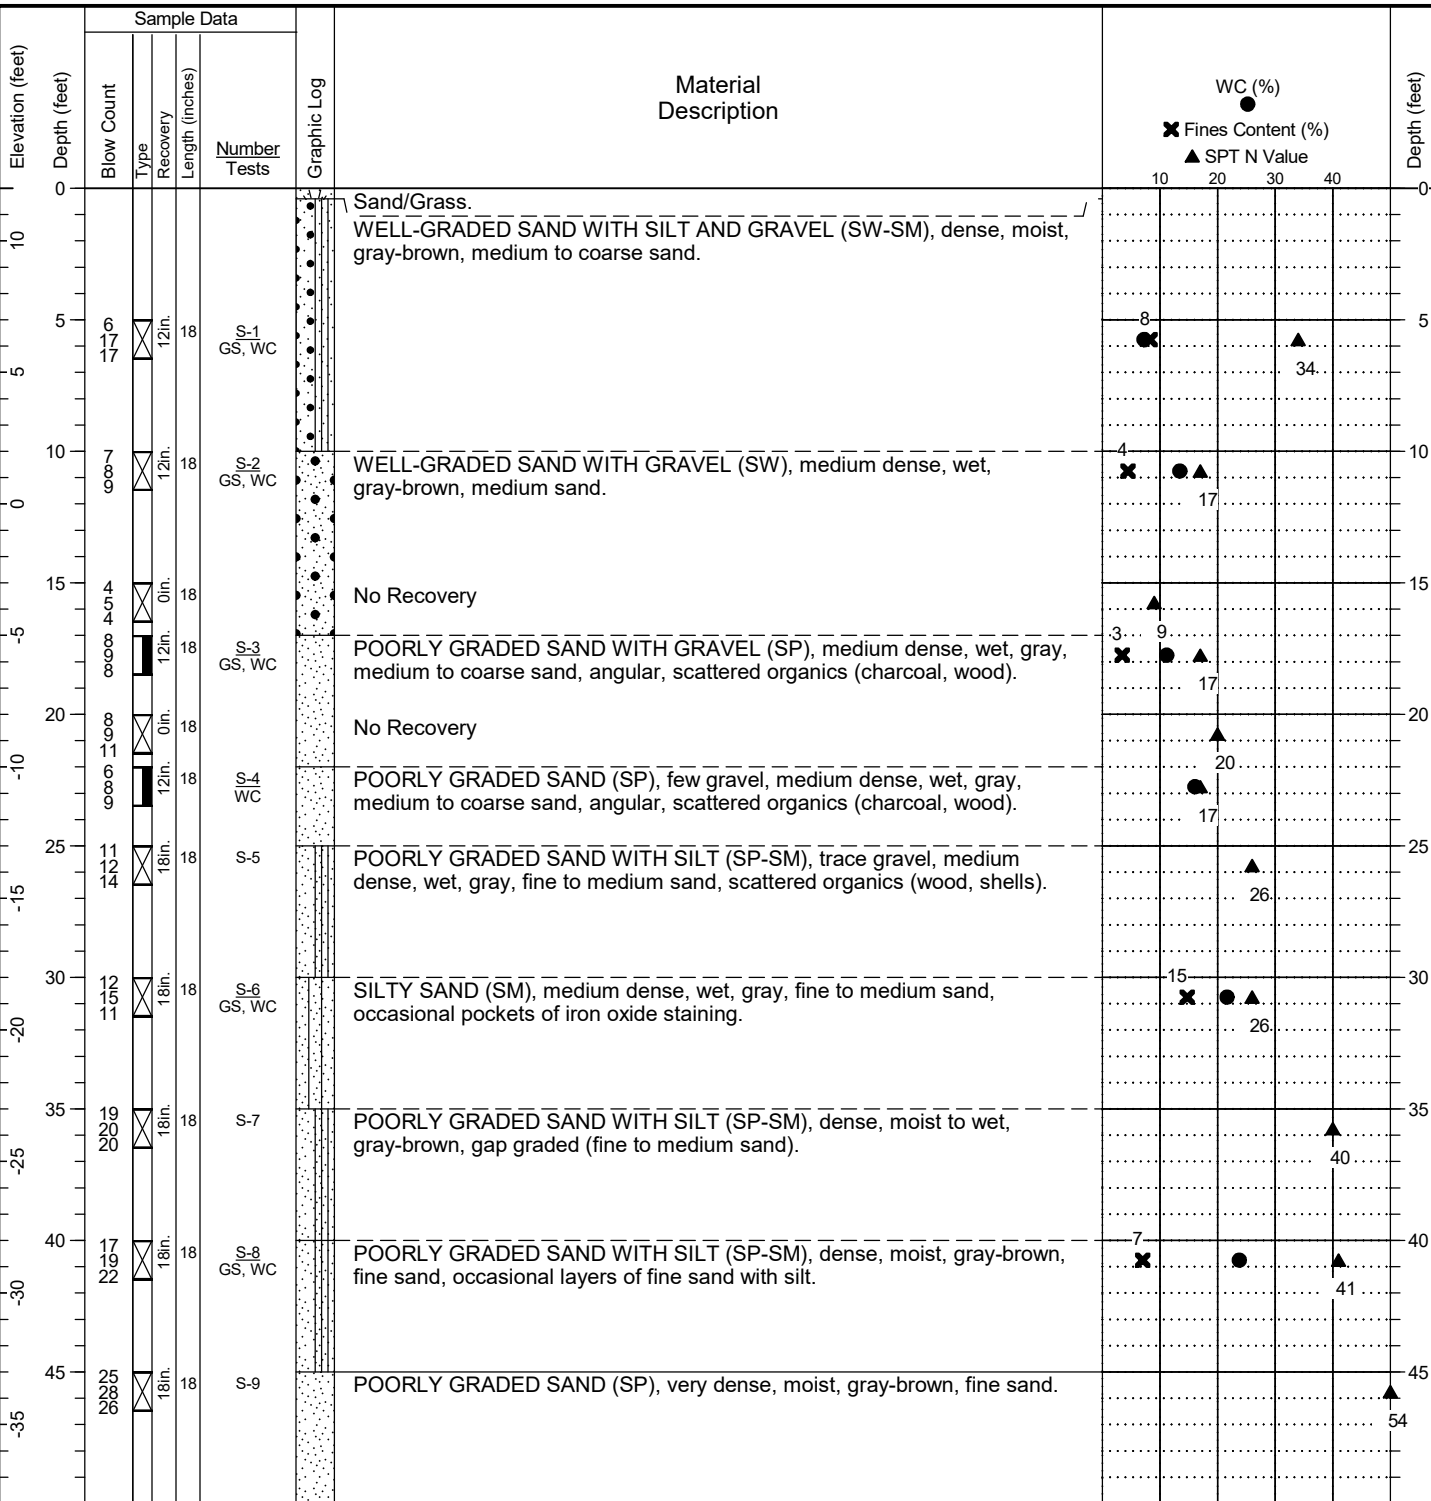 Sample Data
Elevation (feet)
Depth (feet)
Blow Count
Type
Recovery
Length (inches)
Number
Tests
Graphic Log
Material
Description
WC (%)
Fines Content (%)
SPT N Value
10 20 30 40
Depth (feet)
0
Sand/Grass.
0
WELL-GRADED SAND WITH SILT AND GRAVEL (SW-SM), dense, moist,
gray-brown, medium to coarse sand.
10
5
6
17
17
12in.
18
S-1
GS, WC
8
34
5
5
10
7
8
9
12in.
18
S-2
GS, WC
WELL-GRADED SAND WITH GRAVEL (SW), medium dense, wet,
gray-brown, medium sand.
4
17
10
0
15
4
5
4
0in.
18
No Recovery
9
15
-5
8
9
8
12in.
18
S-3
GS, WC
POORLY GRADED SAND WITH GRAVEL (SP), medium dense, wet, gray,
medium to coarse sand, angular, scattered organics (charcoal, wood).
3
17
20
8
9
11
0in.
18
No Recovery
20
20
-10
6
8
9
12in.
18
S-4
WC
POORLY GRADED SAND (SP), few gravel, medium dense, wet, gray,
medium to coarse sand, angular, scattered organics (charcoal, wood).
17
25
11
12
14
18in.
18
S-5
POORLY GRADED SAND WITH SILT (SP-SM), trace gravel, medium
dense, wet, gray, fine to medium sand, scattered organics (wood, shells).
26
25
-15
30
12
15
11
18in.
18
S-6
GS, WC
SILTY SAND (SM), medium dense, wet, gray, fine to medium sand,
occasional pockets of iron oxide staining.
15
26
30
-20
35
19
20
20
18in.
18
S-7
POORLY GRADED SAND WITH SILT (SP-SM), dense, moist to wet,
gray-brown, gap graded (fine to medium sand).
40
35
-25
40
17
19
22
18in.
18
S-8
GS, WC
POORLY GRADED SAND WITH SILT (SP-SM), dense, moist, gray-brown,
fine sand, occasional layers of fine sand with silt.
7
41
40
-30
45
25
28
26
18in.
18
S-9
POORLY GRADED SAND (SP), very dense, moist, gray-brown, fine sand.
54
45
-35